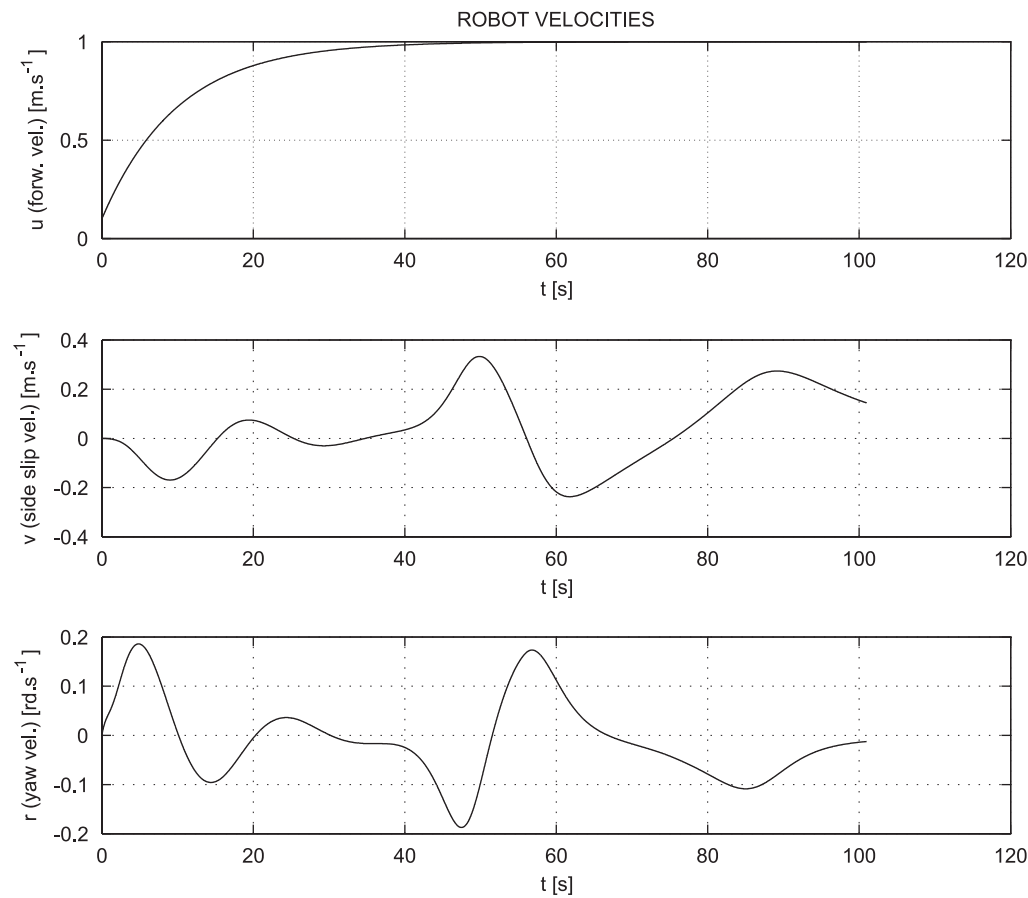 ROBOT VELOCITIES
u (forw. vel.) [m.s-1 ]
1
0.5
0
0 20 40 60 80 100 120
t [s]
v (side slip vel.) [m.s-1 ]
0.4
0.2
0
-0.2
-0.4
0 20 40 60 80 100 120
t [s]
r (yaw vel.) [rd.s-1 ]
0.2
0.1
0
-0.1
-0.2
0 20 40 60 80 100 120
t [s]